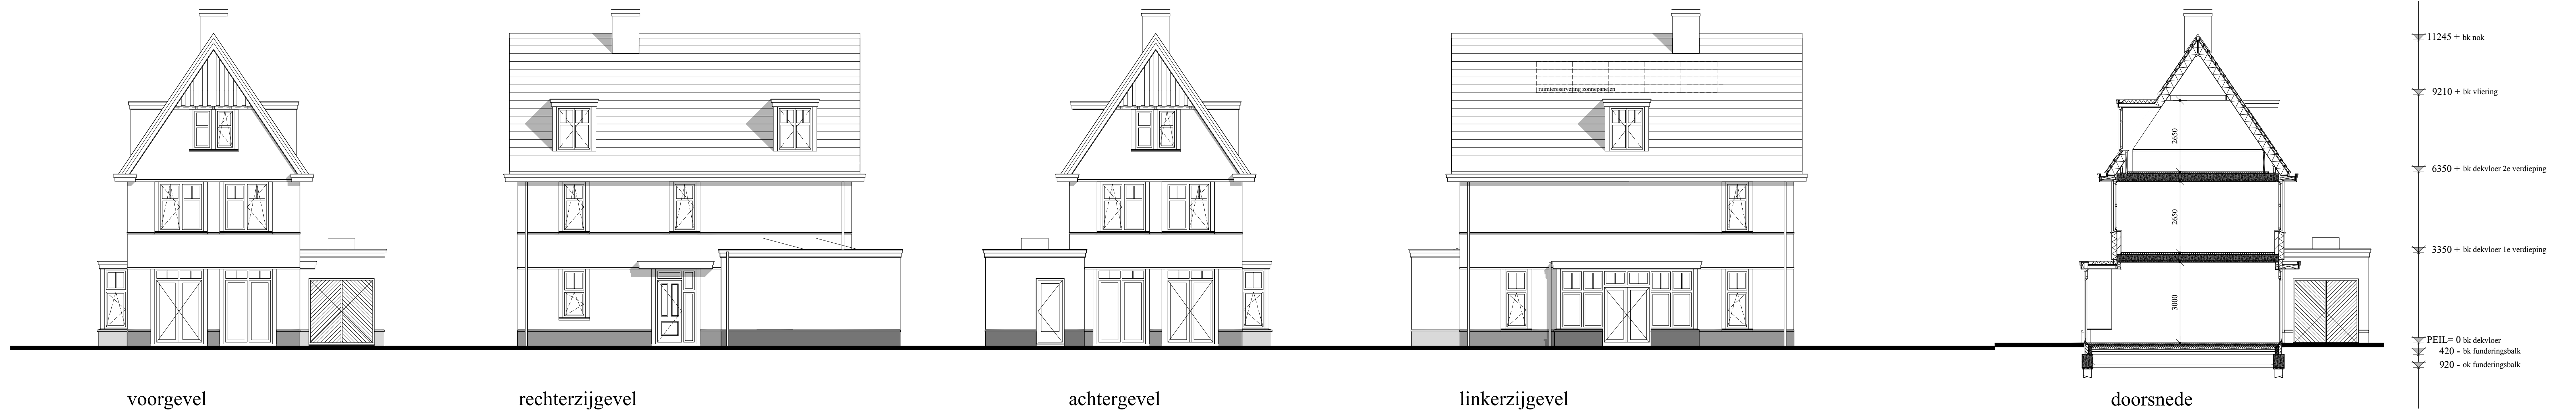 ruimtereservering zonnepanelen
2650
2650
3000
11245 + bk nok
9210 + bk vliering
6350 + bk dekvloer 2e verdieping
3350 + bk dekvloer 1e verdieping
PEIL= 0 bk dekvloer
420 - bk funderingsbalk
920 - ok funderingsbalk
voorgevel
rechterzijgevel
achtergevel
linkerzijgevel
doorsnede